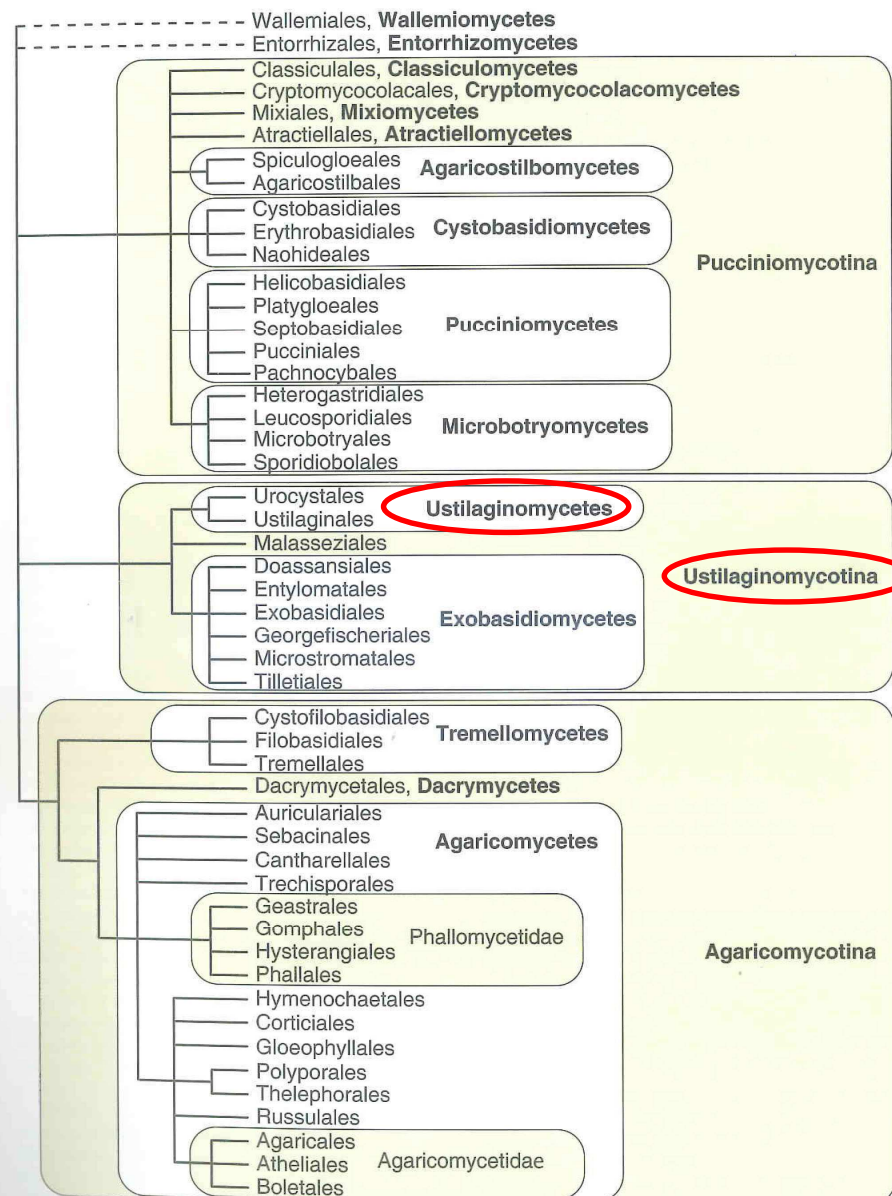 Wallemiales, Wallemiomycetes
Entorrhizales, Entorrhizomycetes
Classiculales, Classiculomycetes
Cryptomycocolacales, Cryptomycocolacomycetes
Mixiales, Mixiomycetes
Atractiellales, Atractiellomycetes
Spiculogloeales
Agaricostilbomycetes
Agaricostilbales
Cystobasidiales
Erythrobasidiales
Cystobasidiomycetes
Naohideales
Pucciniomycotina
Helicobasidiales
Platygloeales
Septobasidiales
Pucciniomycetes
Pucciniales
Pachnocybales
Heterogastridiales
Leucosporidiales
Microbotryomycetes
Microbotryales
Sporidiobolales
Urocystales
Ustilaginomycetes
Ustilaginales
Malasseziales
Doassansiales
Ustilaginomycotina
Entylomatales
Exobasidiales
Exobasidiomycetes
Georgefischeriales
Microstromatales
Tilletiales
Cystofilobasidiales
Tremellomycetes
Filobasidiales
Tremellales
Dacrymycetales, Dacrymycetes
Auriculariales
Sebacinales
Agaricomycetes
Cantharellales
Trechisporales
Geastrales
Gomphales
Phallomycetidae
Hysterangiales
Agaricomycotina
Phallales
Hymenochaetales
Corticiales
Gloeophyllales
Polyporales
Thelephorales
Russulales
Agaricales
Atheliales
Agaricomycetidae
Boletales